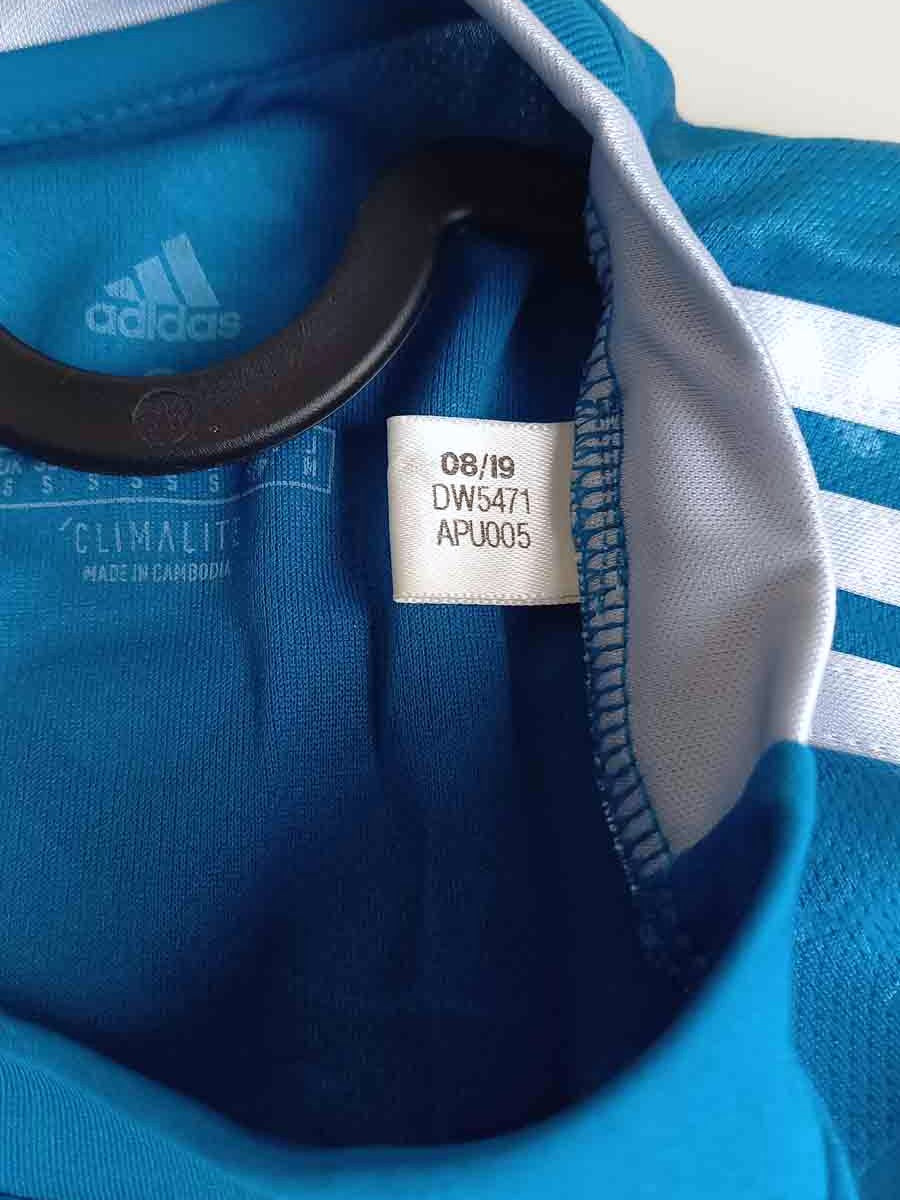 adidas
S S S S S S M
CLIMALITE
MADE IN CAMBODIA
08/19
DW5471
APU005